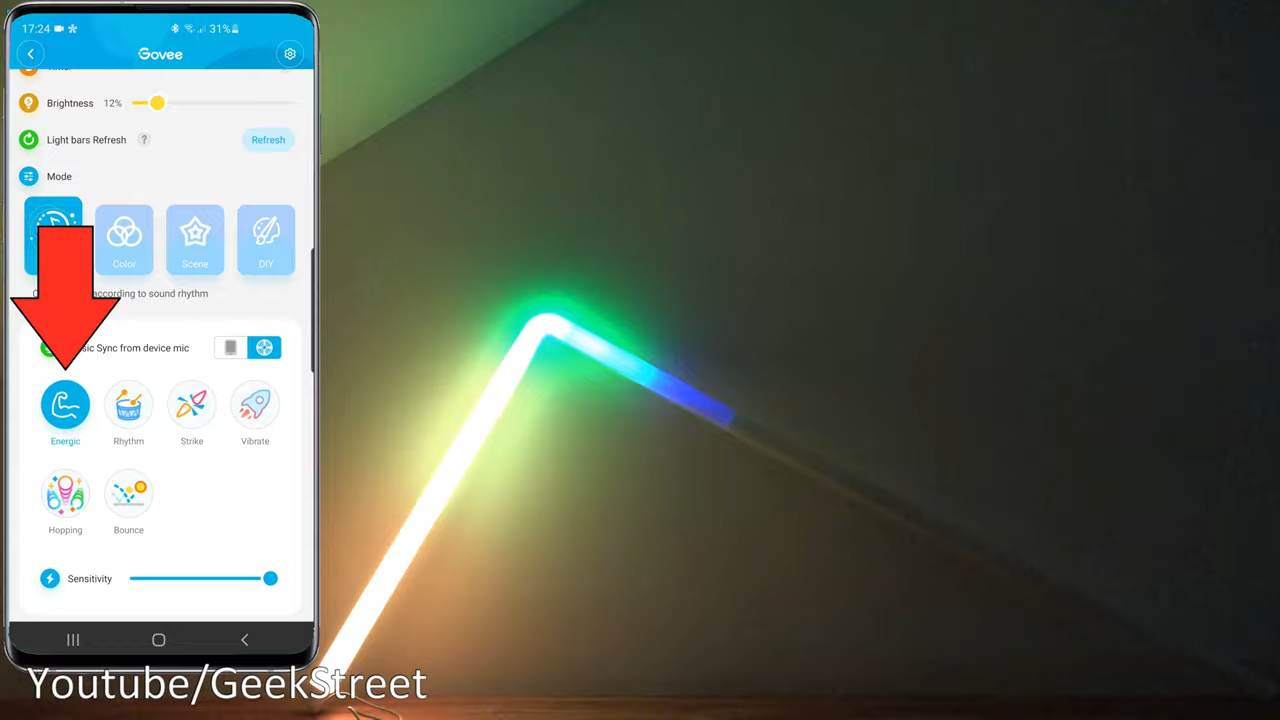 17:24 31%
Govee
Brightness 12%
Light bars Refresh ? Refresh
Mode
Color Scene DIY
according to sound rhythm
Sync from device mic
Energic Rhythm Strike Vibrate
Hopping Bounce
Sensitivity
Youtube/GeekStreet